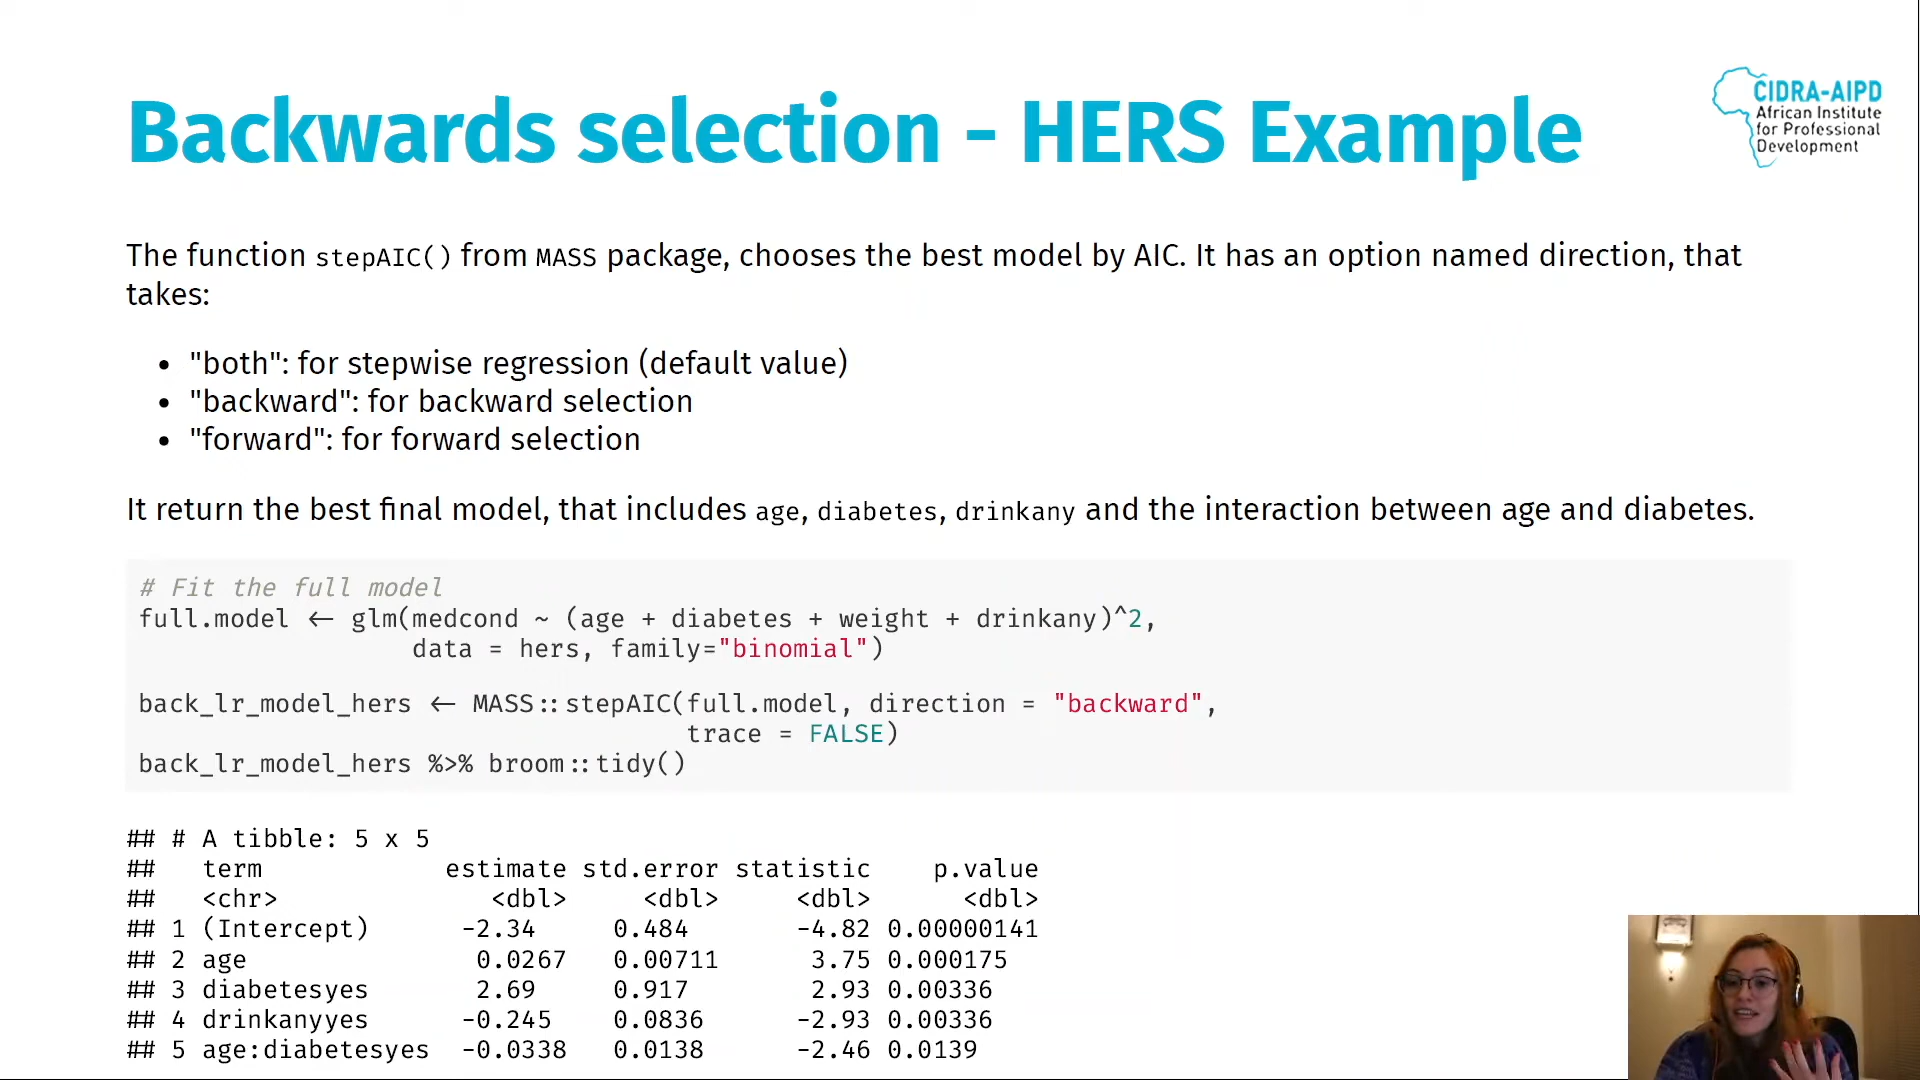 Backwards selection - HERS Example
CIDRA-AIPD
African Institute
for Professional
Development
The function stepAIC() from MASS package, chooses the best model by AIC. It has an option named direction, that
takes:
• "both": for stepwise regression (default value)
• "backward": for backward selection
• "forward": for forward selection
It return the best final model, that includes age, diabetes, drinkany and the interaction between age and diabetes.
# Fit the full model
full.model <- glm(medcond ~ (age + diabetes + weight + drinkany)^2,
data = hers, family="binomial")
back_lr_model_hers <- MASS::stepAIC(full.model, direction = "backward",
trace = FALSE)
back_lr_model_hers %>% broom::tidy()
## # A tibble: 5 x 5
## term estimate std.error statistic p.value
## <chr> <dbl> <dbl> <dbl> <dbl>
## 1 (Intercept) -2.34 0.484 -4.82 0.00000141
## 2 age 0.0267 0.00711 3.75 0.000175
## 3 diabetesyes 2.69 0.917 2.93 0.00336
## 4 drinkanyyes -0.245 0.0836 -2.93 0.00336
## 5 age:diabetesyes -0.0338 0.0138 -2.46 0.0139